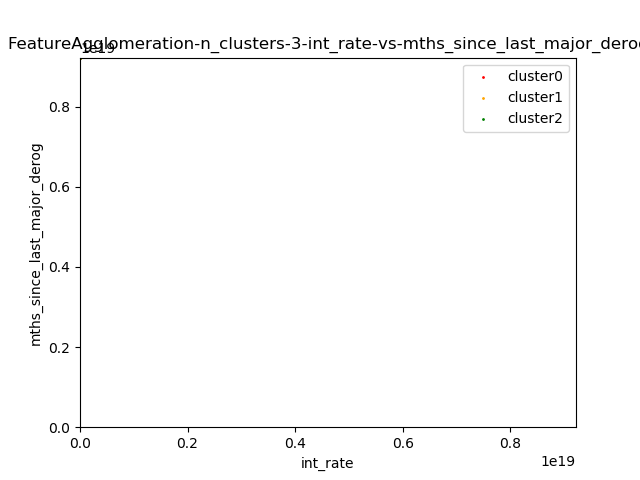 FeatureAgglomeration-n_clusters-3-int_rate-vs-mths_since_last_major_derog
1e19
cluster0
cluster1
cluster2
0.8
0.6
0.4
0.2
0.0
mths_since_last_major_derog
0.0 0.2 0.4 0.6 0.8
1e19
int_rate